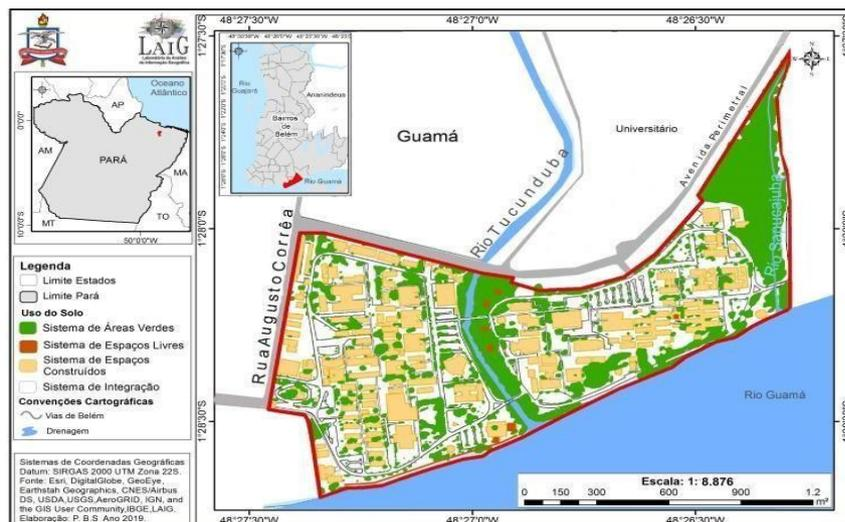 LAIG
Laboratório de Análise
da Informação Geográfica
Oceano
Atlântico
AP
0°0'0"
AM
PARÁ
MA
10°0'0"S
MT
TO
50°0'0"W
Legenda
Limite Estados
Limite Pará
Uso do Solo
Sistema de Áreas Verdes
Sistema de Espaços Livres
Sistema de Espaços
Construídos
Sistema de Integração
Convenções Cartográficas
Vias de Belém
Drenagem
Sistemas de Coordenadas Geográficas
Datum: SIRGAS 2000 UTM Zona 22S.
Fonte: Esri, DigitalGlobe, GeoEye,
Earthstah Geographics, CNES/Airbus
DS, USDA,USGS,AeroGRID, IGN, and
the GIS User Community,IBGE,LAIG.
Elaboração: P. B.S Ano 2019.
48°27'30"S
48°27'0"S
48°26'30"S
Rio
Guajará
Ananindeua
Bairros
de
Belém
Rio Guamá
Guamá
Universitário
Avenida Perimetral
Rio Tucunduba
Rua Augusto Corrêa
Rio Sapucajuba
Rio Guamá
1°28'0"S
1°28'30"S
Escala: 1: 8.876
0 150 300 600 900 1.2
m²
48°27'30"S
48°27'0"S
48°26'30"S